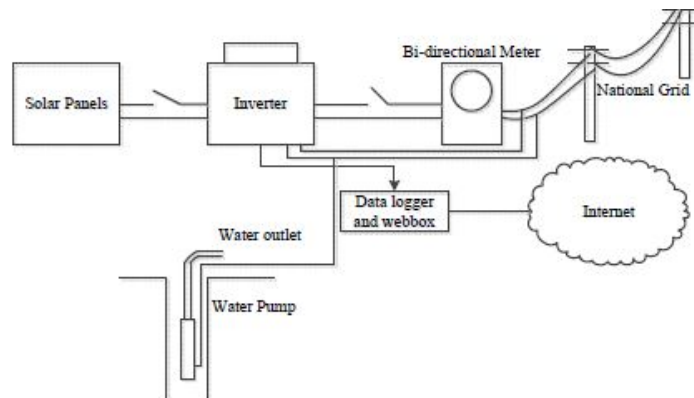 Bi-directional Meter
Solar Panels
Inverter
National Grid
Data logger
and webbox
Internet
Water outlet
Water Pump